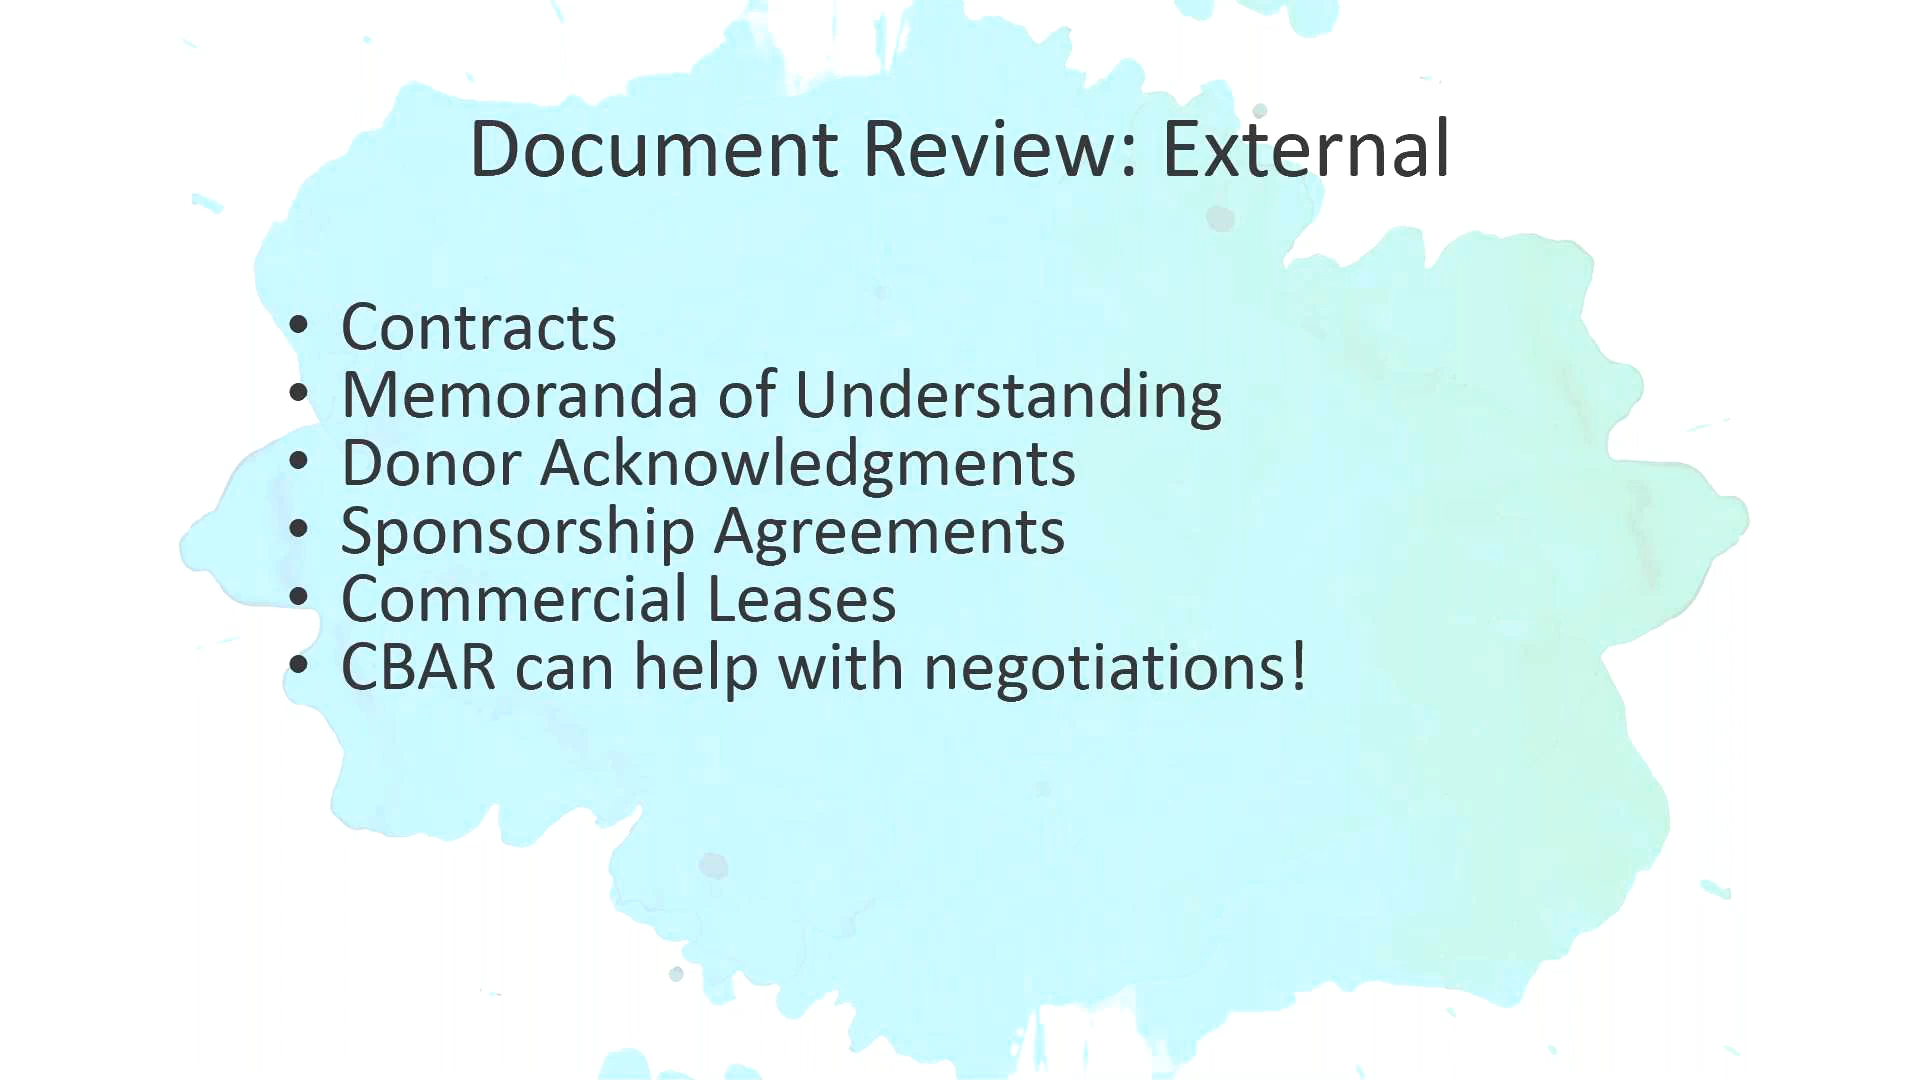 Document Review: External
• Contracts
• Memoranda of Understanding
• Donor Acknowledgments
• Sponsorship Agreements
• Commercial Leases
• CBAR can help with negotiations!